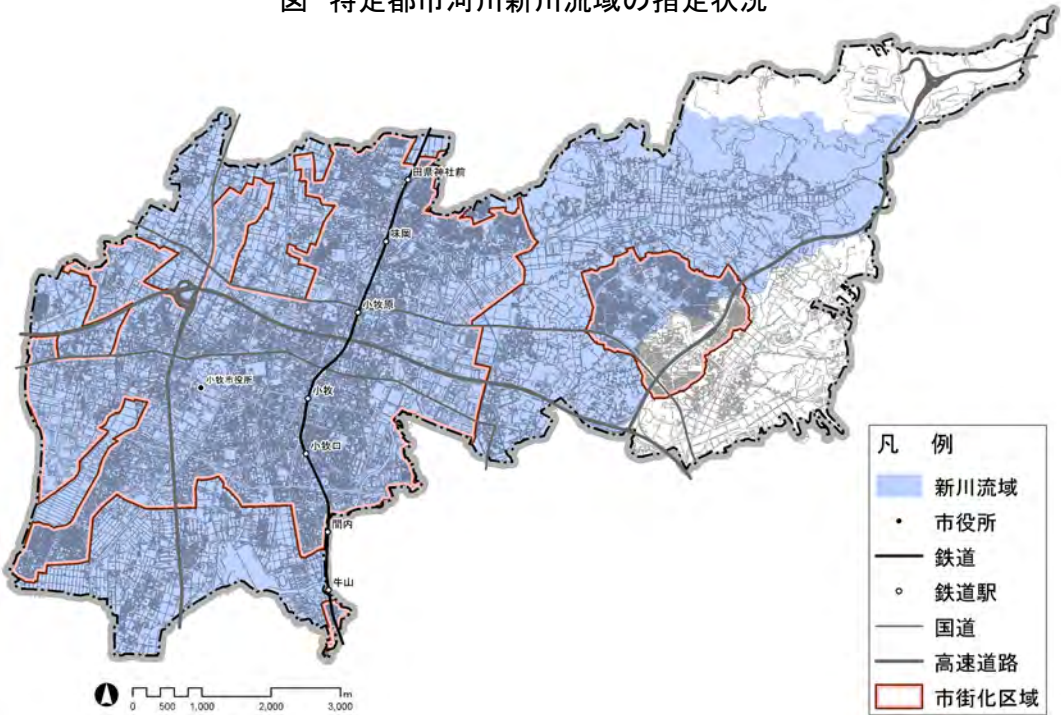 図 特定都市河川新川流域の指定状況
田県神社前
味岡
小牧原
小牧市役所
小牧
小牧口
間内
牛山
凡 例
新川流域
市役所
鉄道
鉄道駅
国道
高速道路
市街化区域
0 500 1,000 2,000 3,000 m